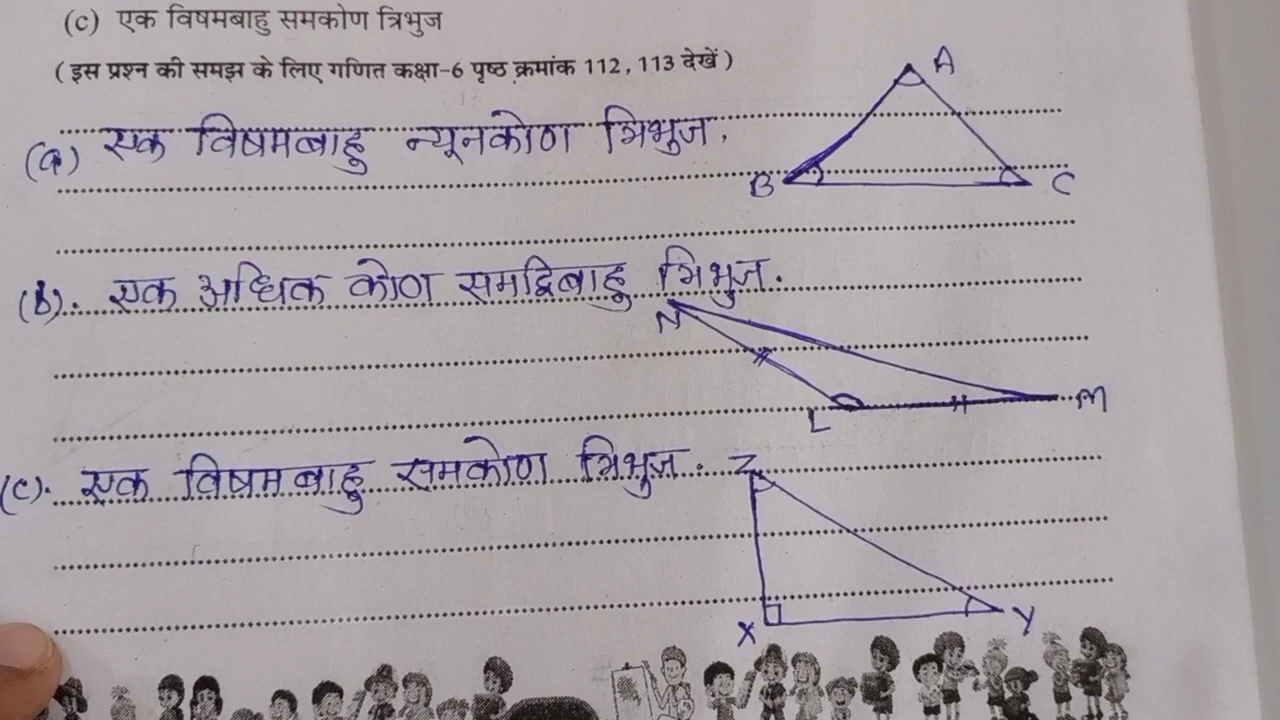 (c) एक विषमबाहु समकोण त्रिभुज
(इस प्रश्न की समझ के लिए गणित कक्षा-6 पृष्ठ क्रमांक 112, 113 देखें)
A
(a) एक विषमबाहु न्यूनकोण त्रिभुज.
B C
(b). एक अधिक कोण समद्विबाहु त्रिभुज.
N
L M
(c). एक विषमबाहु समकोण त्रिभुज. Z
X Y